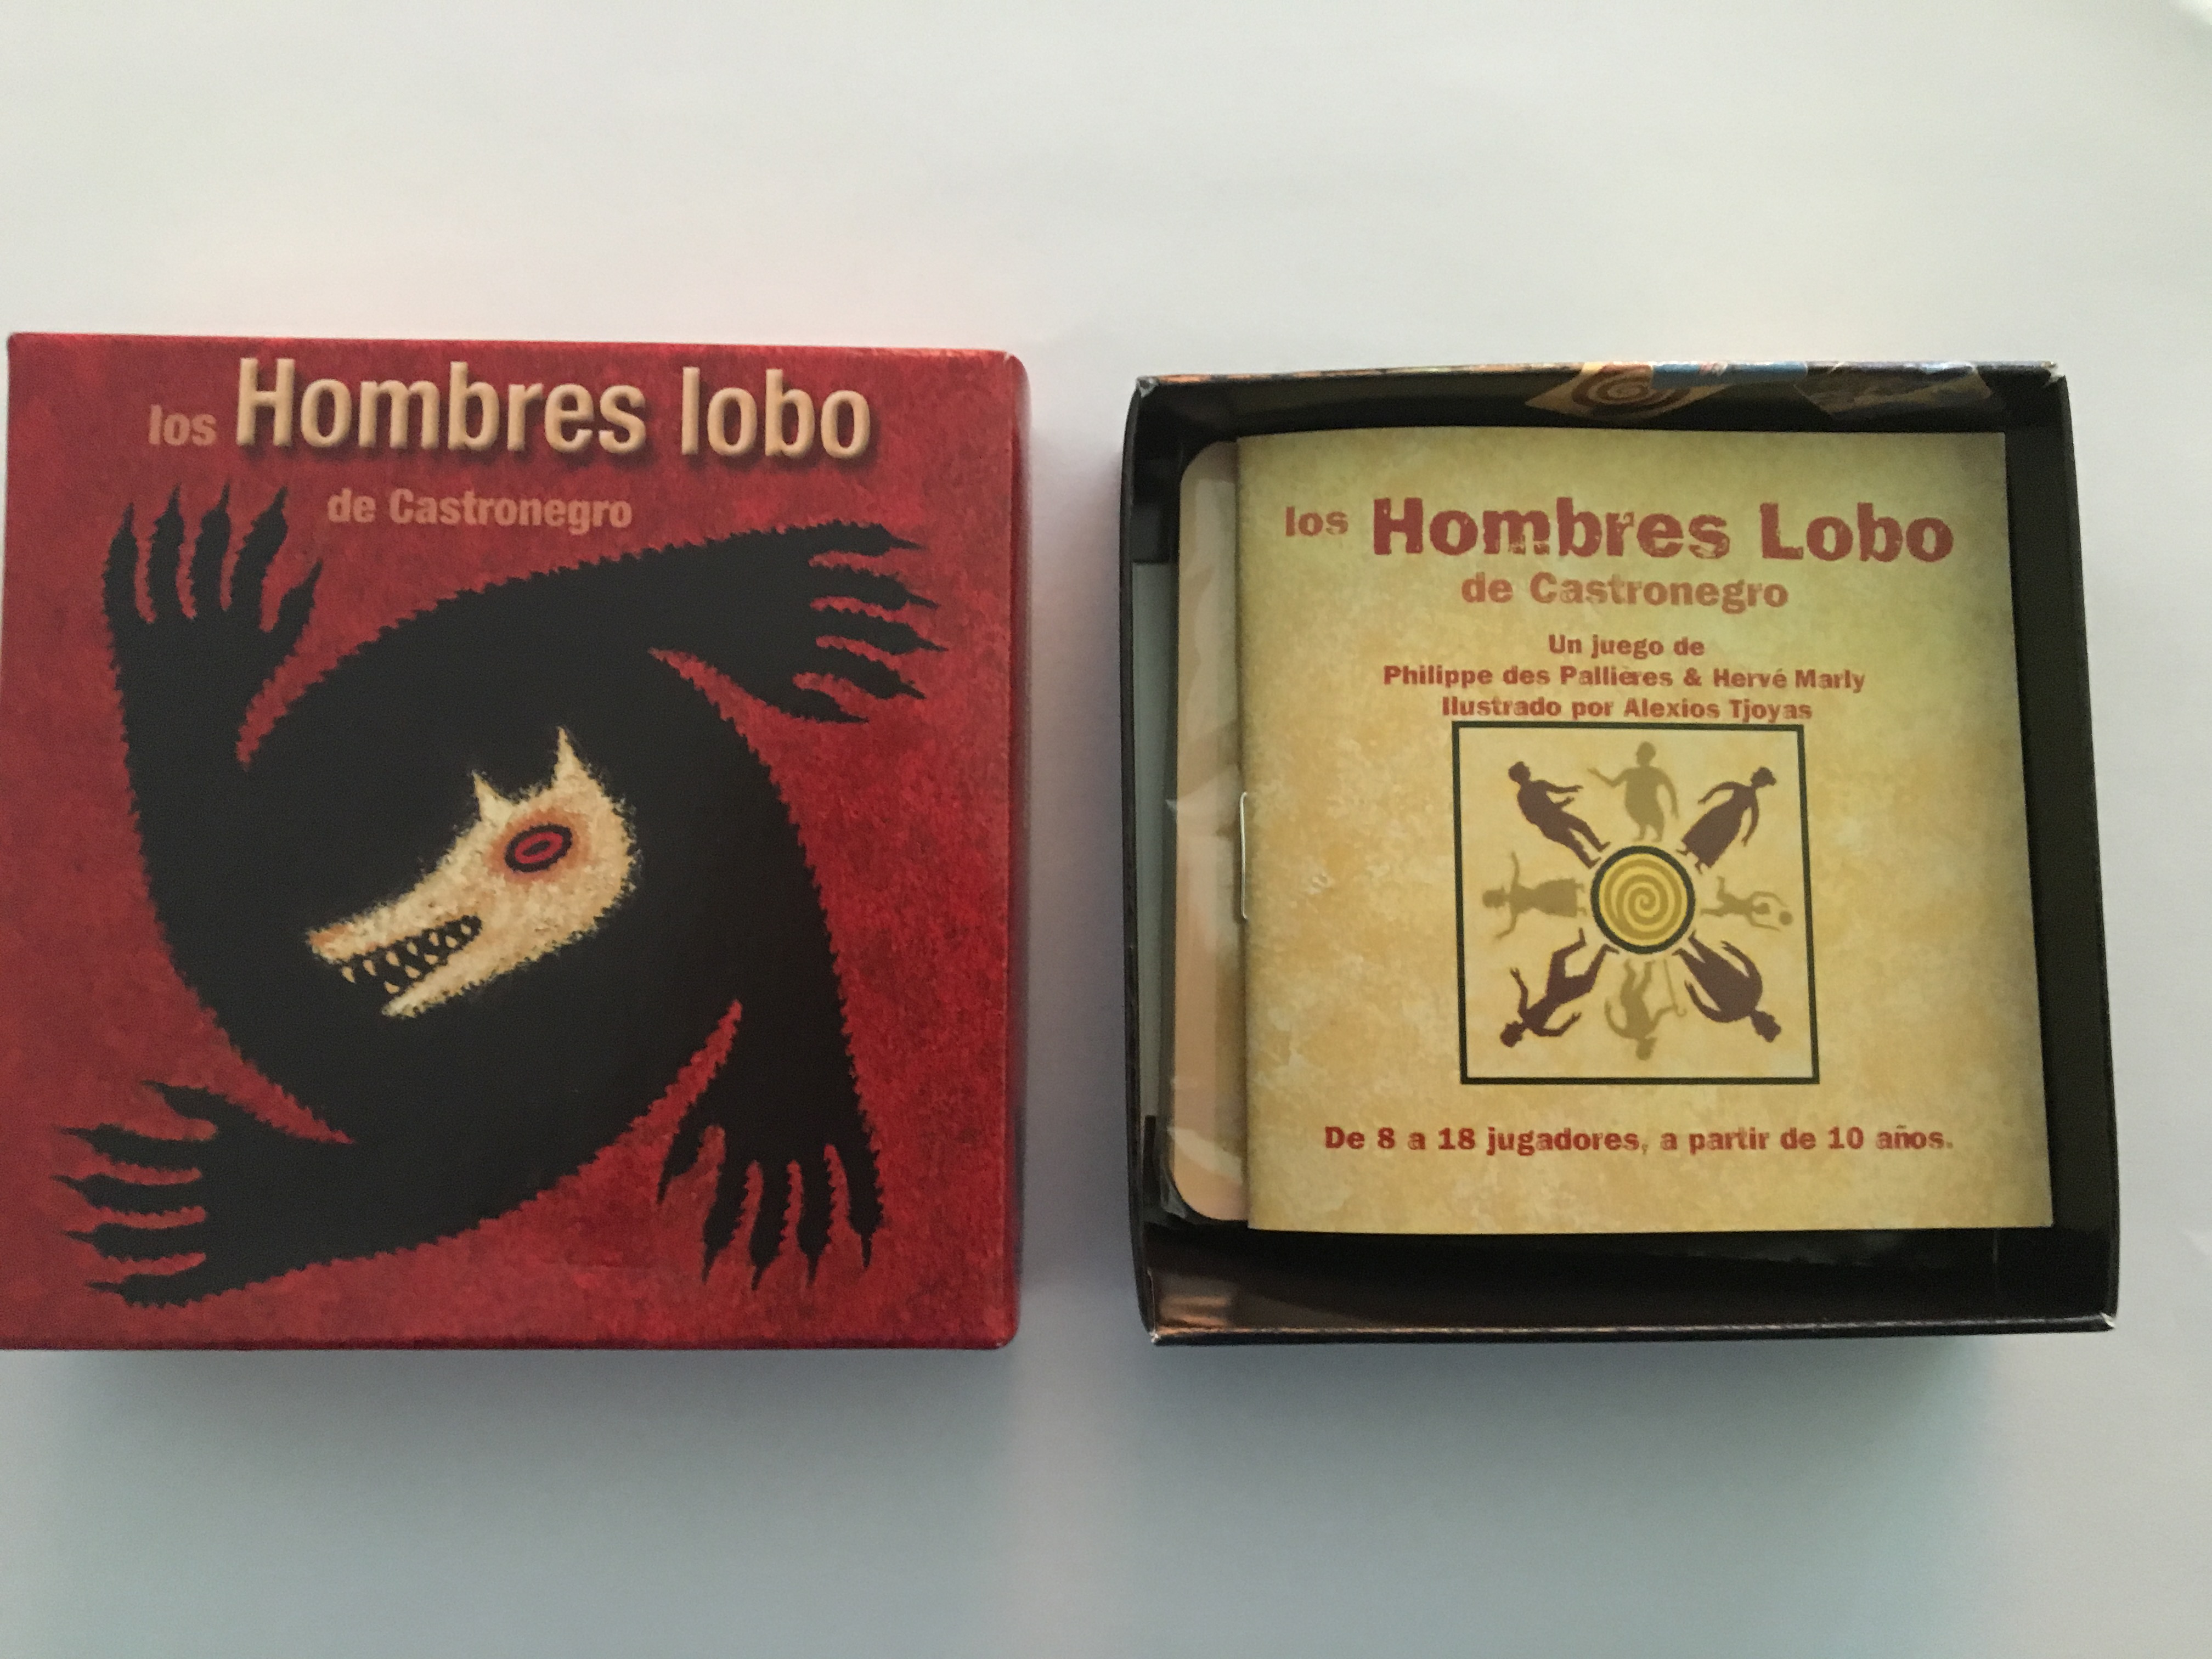 los Hombres lobo
de Castronegro
los Hombres Lobo
de Castronegro
Un juego de
Philippe des Pallières & Hervé Marly
Ilustrado por Alexios Tjoyas
De 8 a 18 jugadores, a partir de 10 años.